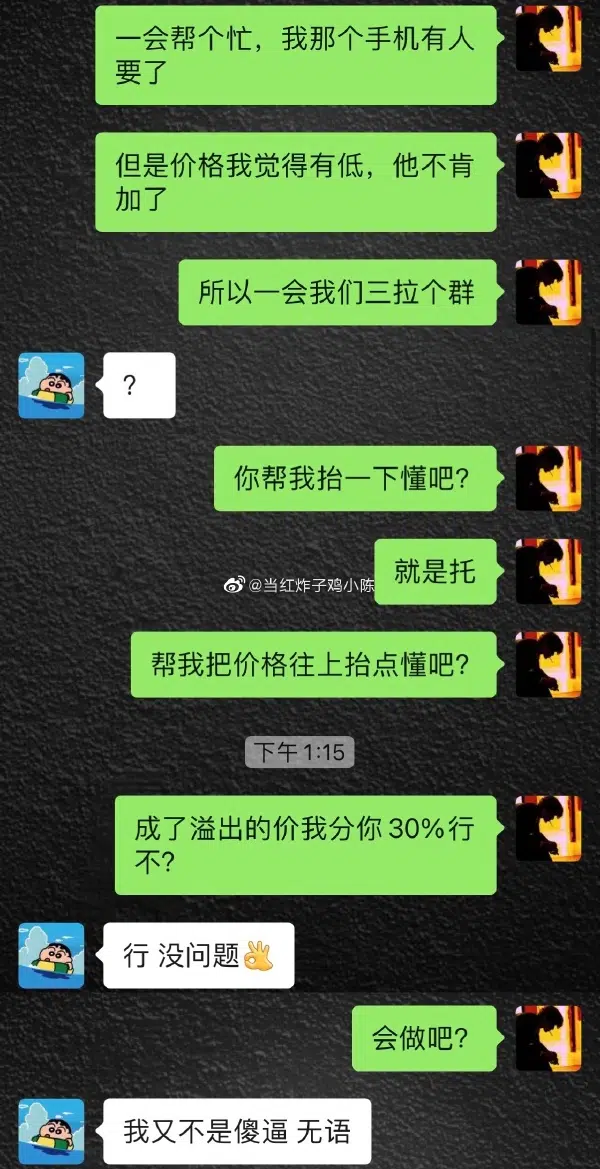 一会帮个忙，我那个手机有人
要了
但是价格我觉得有低，他不肯
加了
所以一会我们三拉个群
？
你帮我抬一下懂吧？
就是托
@当红炸子鸡小陈
帮我把价格往上抬点懂吧？
下午 1:15
成了溢出的价我分你 30%行
不？
行 没问题👌
会做吧？
我又不是傻逼 无语